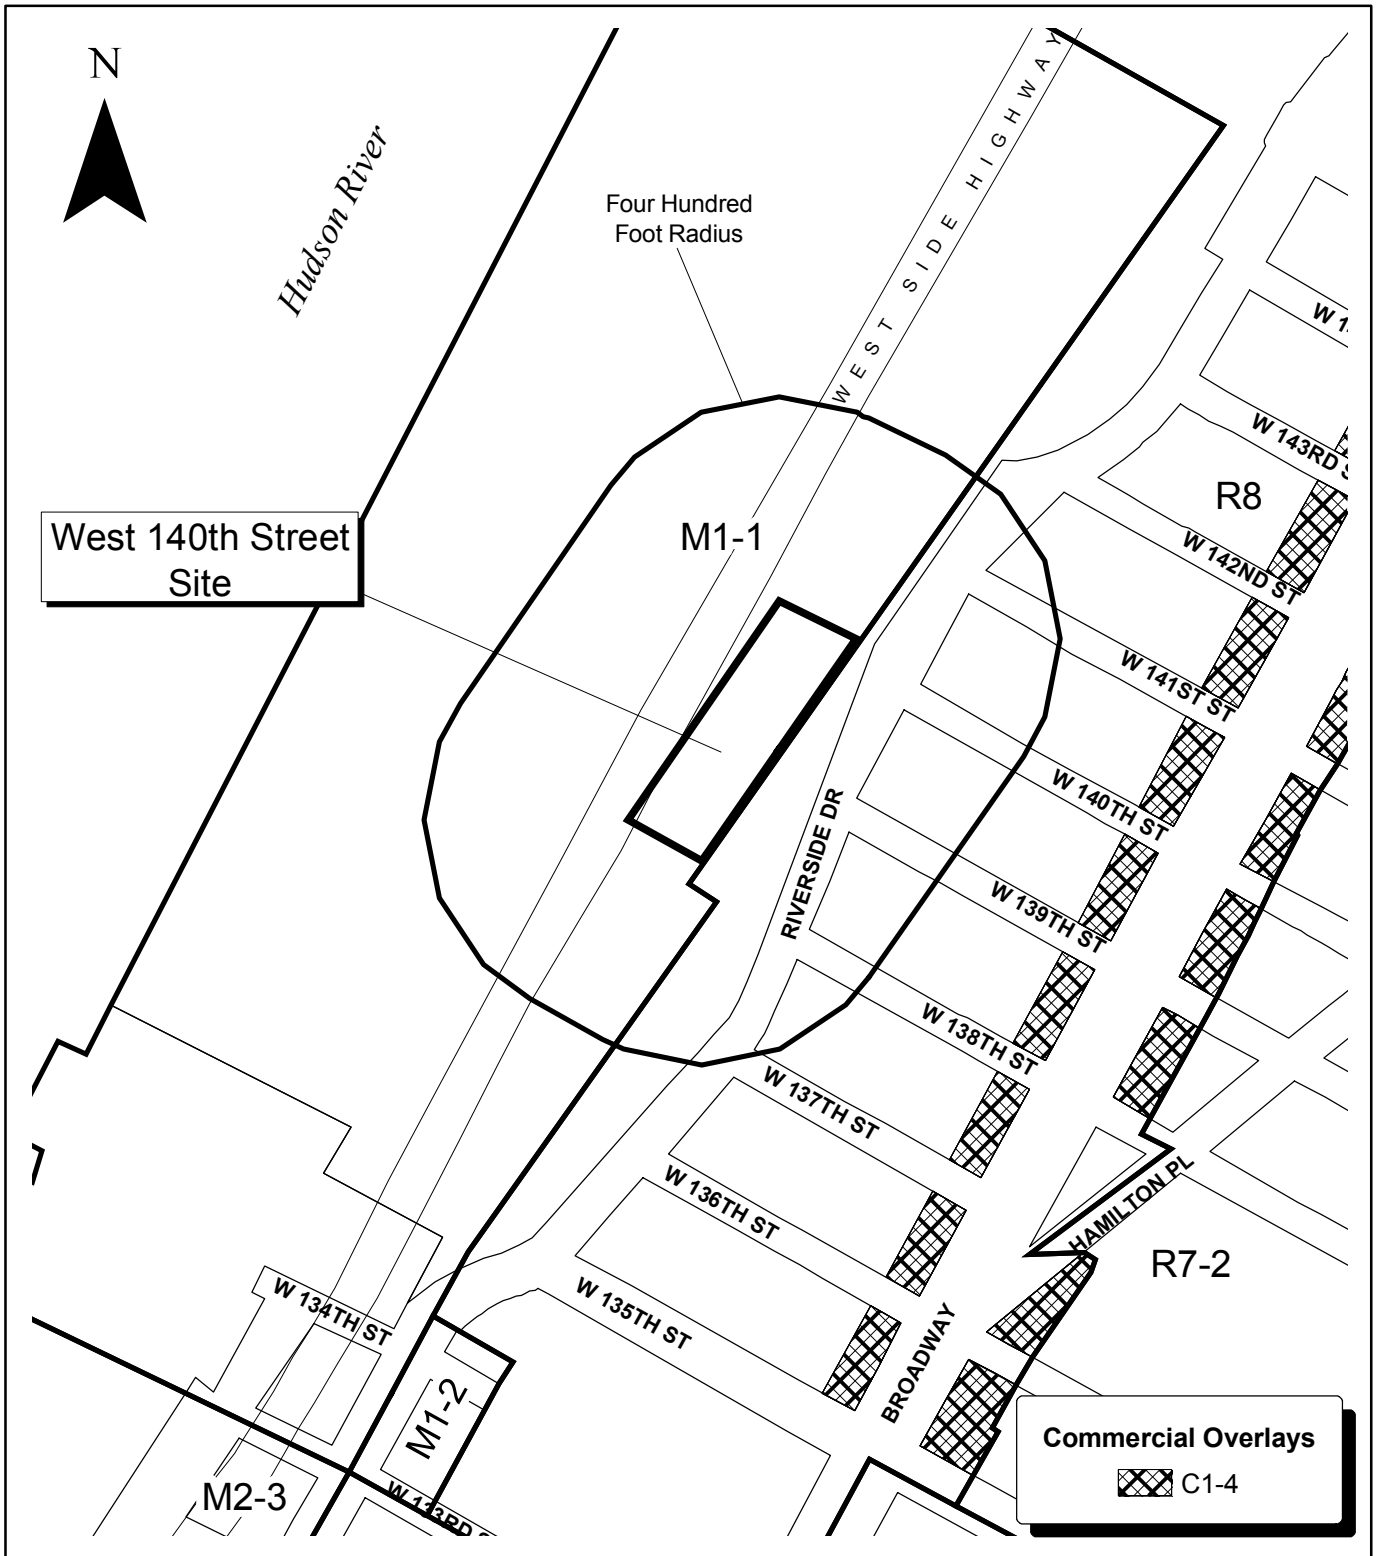 N
Hudson River
Four Hundred
Foot Radius
WEST SIDE HIGHWAY
W 143RD S
R8
West 140th Street
Site
M1-1
W 142ND ST
W 141ST ST
W 140TH ST
RIVERSIDE DR
W 139TH ST
W 138TH ST
W 137TH ST
W 136TH ST
HAMILTON PL
R7-2
W 134TH ST
W 135TH ST
BROADWAY
M1-2
Commercial Overlays
C1-4
M2-3
W 133RD S